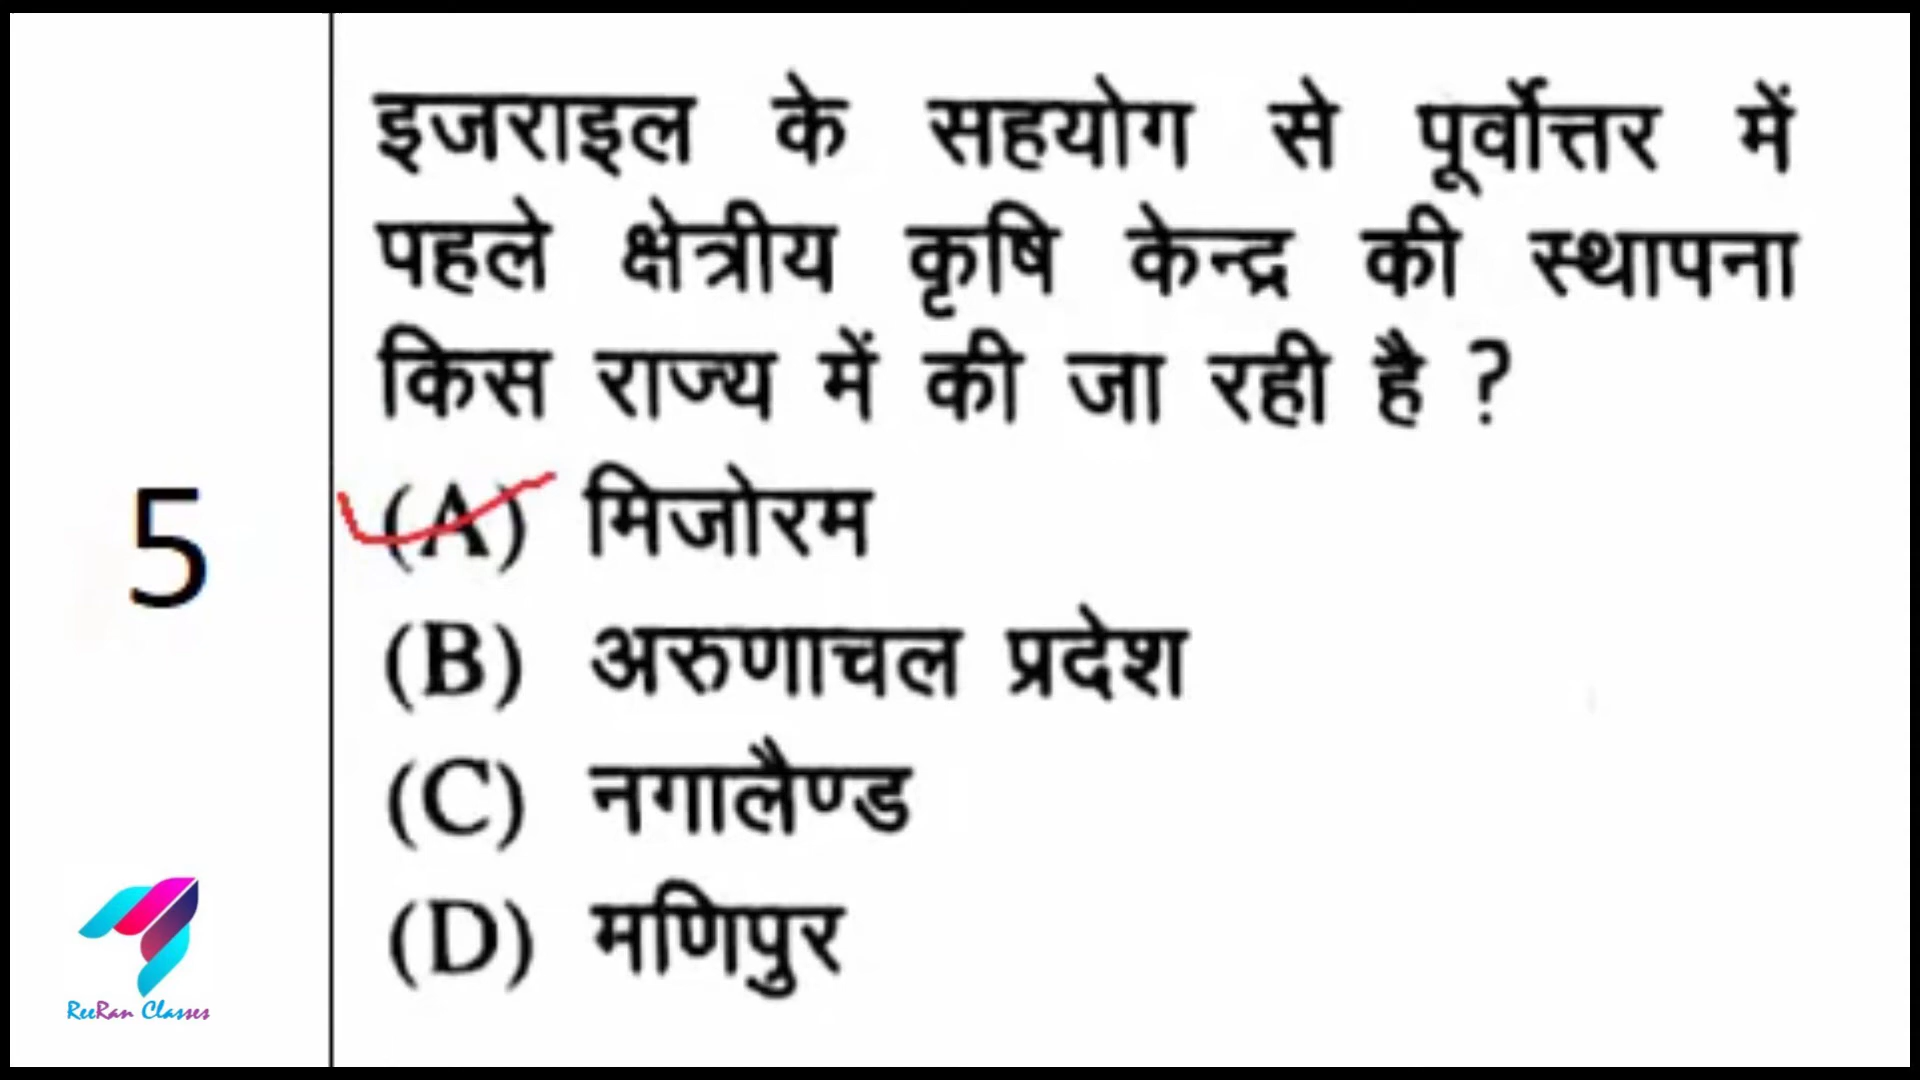 इजराइल के सहयोग से पूर्वोत्तर में
पहले क्षेत्रीय कृषि केन्द्र की स्थापना
किस राज्य में की जा रही है ?
5
(A) मिजोरम
(B) अरुणाचल प्रदेश
(C) नगालैण्ड
(D) मणिपुर
ReeRan Classes